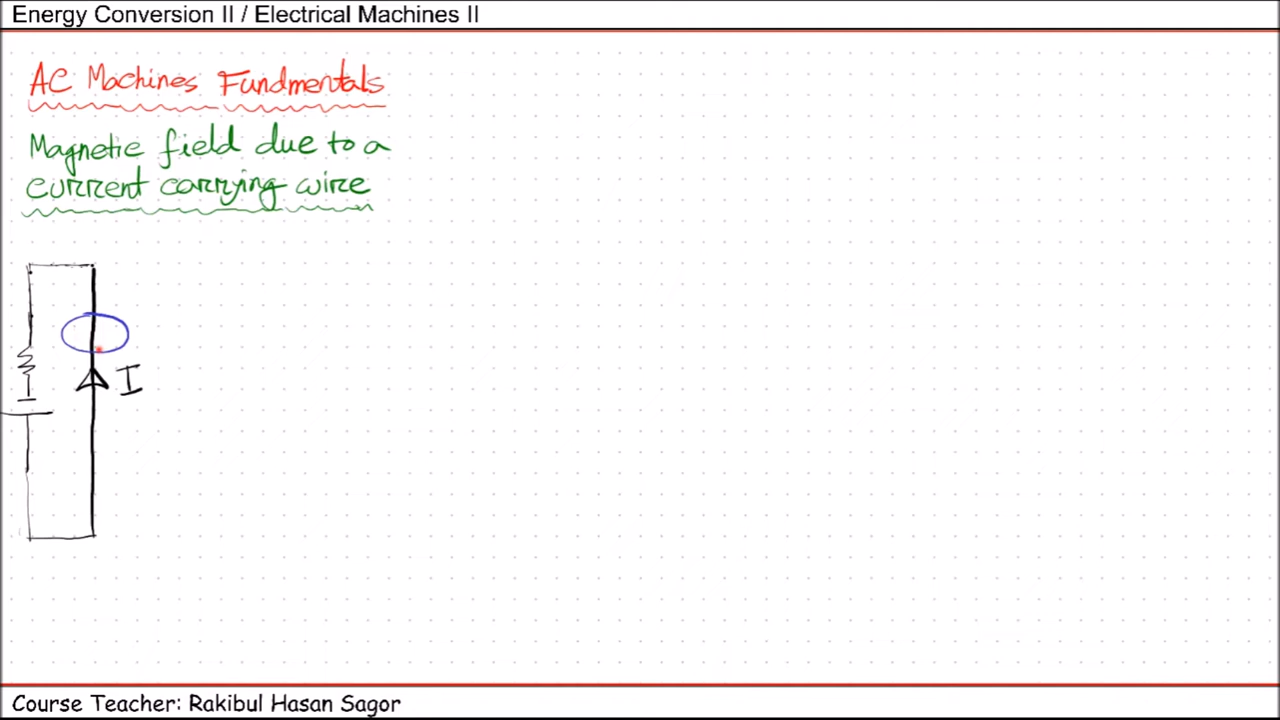 Energy Conversion II / Electrical Machines II
AC Machines Fundmentals
Magnetic field due to a
current carrying wire
I
Course Teacher: Rakibul Hasan Sagor